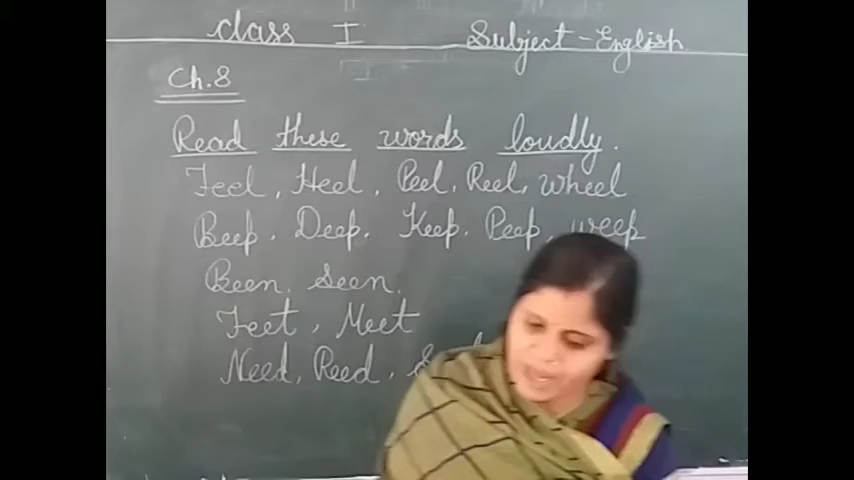 class I Subject - English
Ch. 8
Read these words loudly.
Feel, Heel, Peel, Reel, wheel
Beep, Deep, Keep, Peep, weep
Been, Seen,
Feet, Meet
Need, Reed,